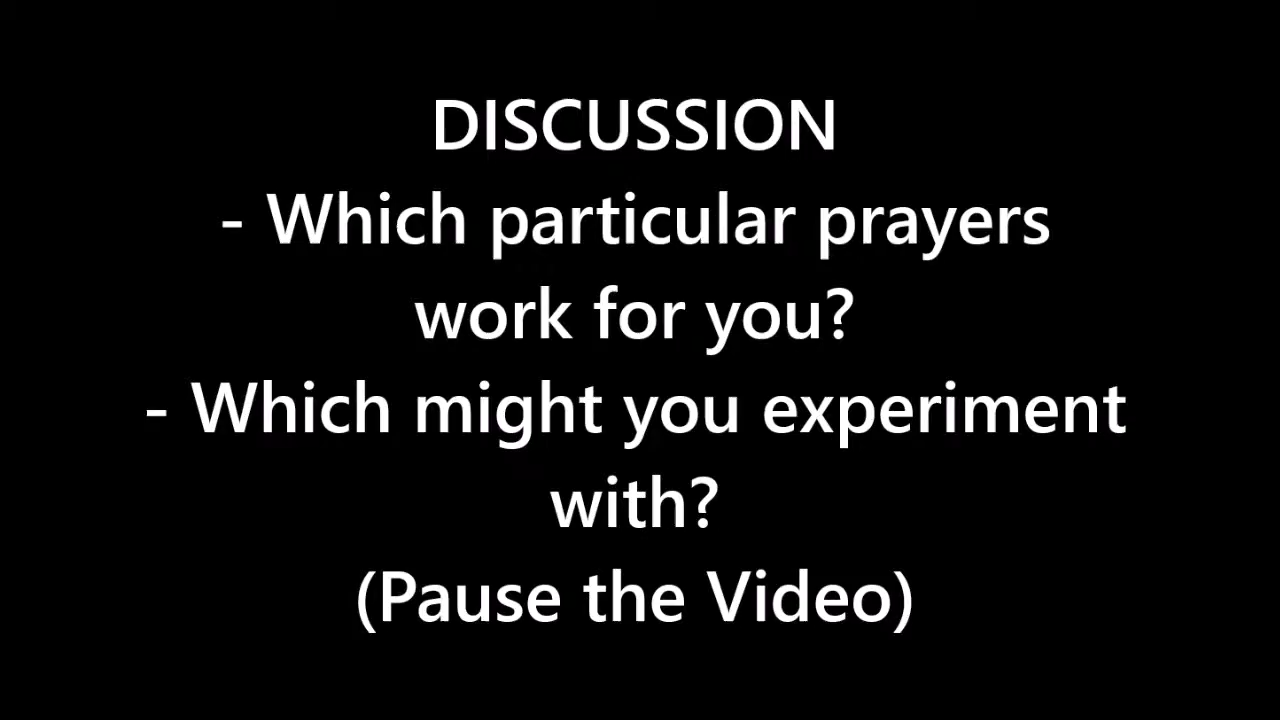 DISCUSSION
- Which particular prayers
work for you?
- Which might you experiment
with?
(Pause the Video)